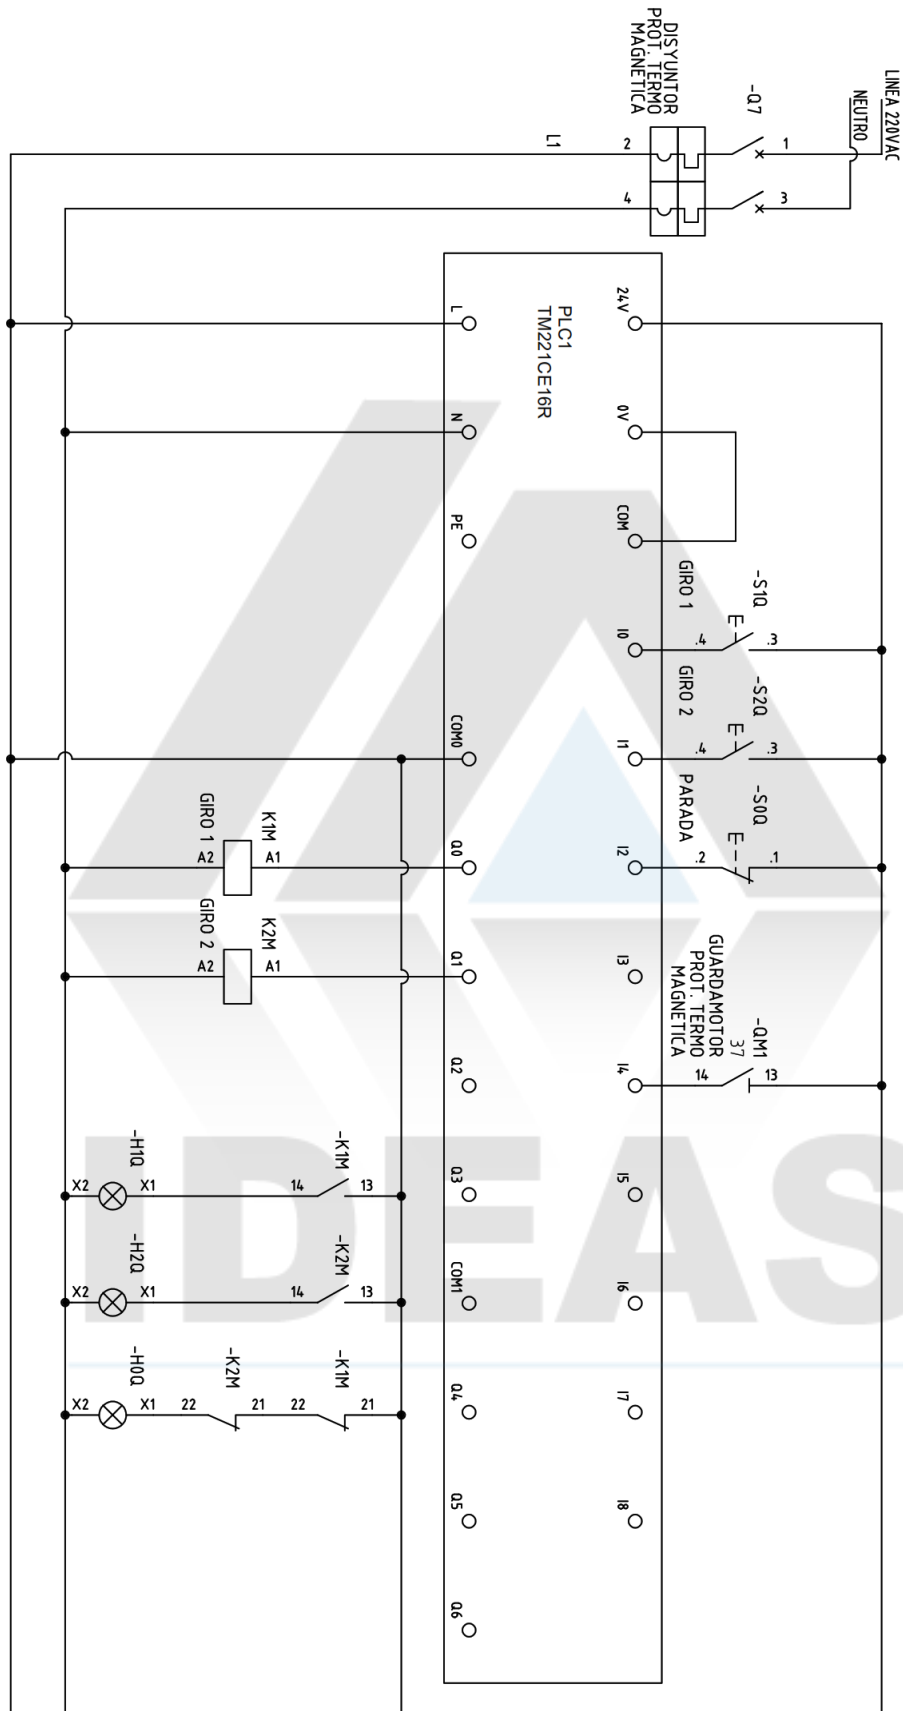 LINEA 220VAC
NEUTRO
-Q7
DISYUNTOR
PROT. TERMO
MAGNETICA
1
2
3
4
L1
PLC1
TM221CE16R
24V
0V
COM
I0
I1
I2
I3
I4
I5
I6
I7
I8
L
N
PE
COM0
Q0
Q1
Q2
Q3
COM1
Q4
Q5
Q6
-S1Q
GIRO 1
.3
.4
-S2Q
GIRO 2
.3
.4
-S0Q
PARADA
.1
.2
-QM1
37
GUARDAMOTOR
PROT. TERMO
MAGNETICA
13
14
K1M
GIRO 1
A1
A2
K2M
GIRO 2
A1
A2
-K1M
13
14
-H1Q
X1
X2
-K2M
13
14
-H2Q
X1
X2
-K1M
21
22
-K2M
21
22
-H0Q
X1
X2
IDEAS